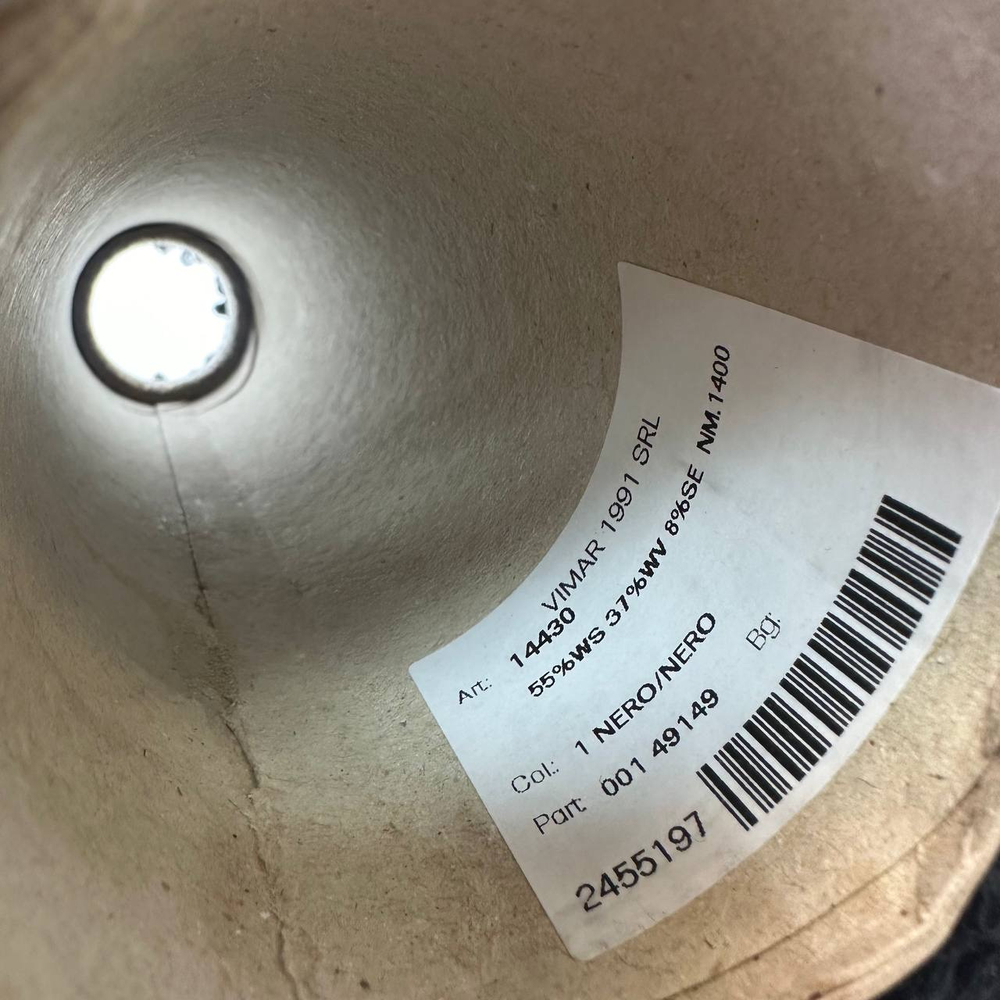 VIMAR 1991 SRL
Art.: 14430
55%WS 37%WV 8%SE NM.1400
Col.: 1 NERO/NERO
Part: 001 49149 Bg:
2455197